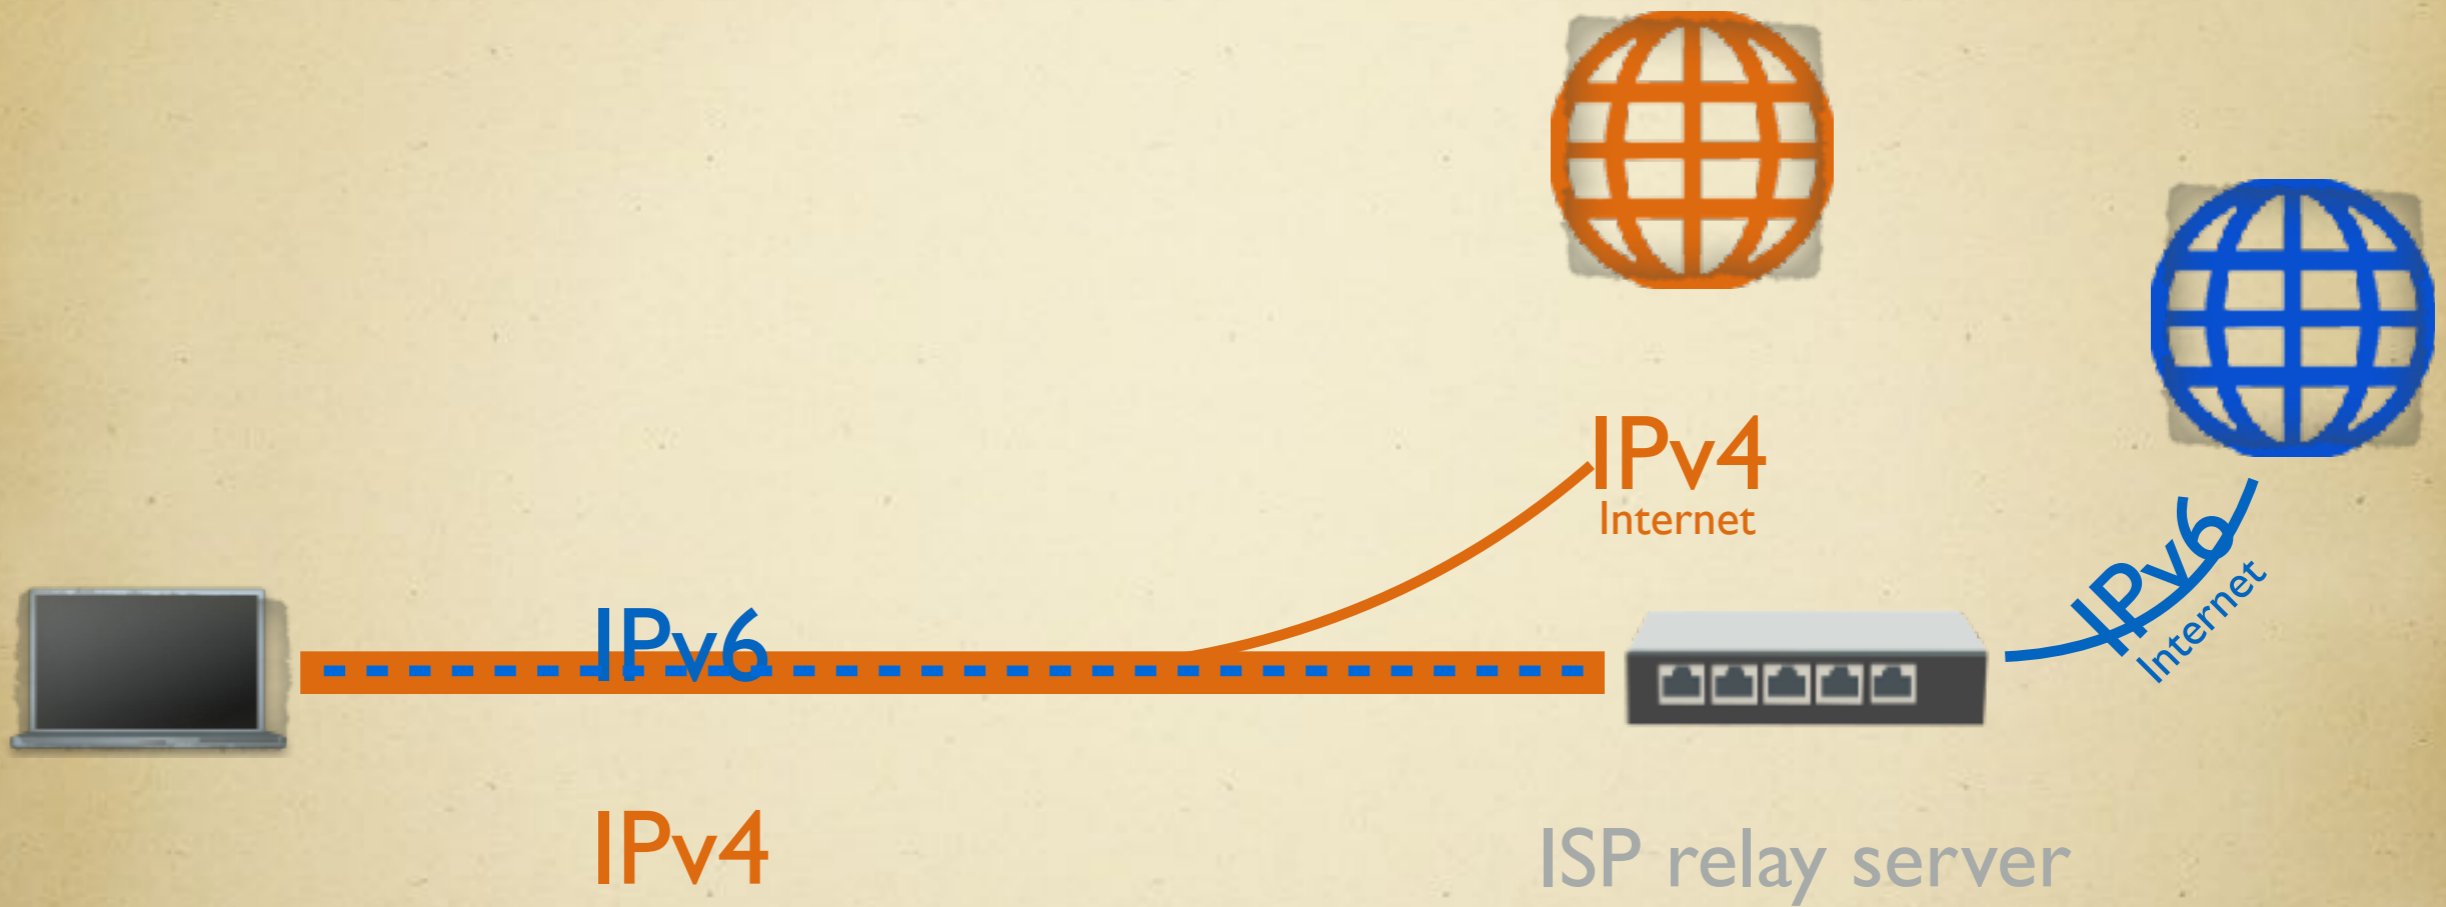 IPv4
Internet
IPv6
Internet
IPv6
IPv4
ISP relay server